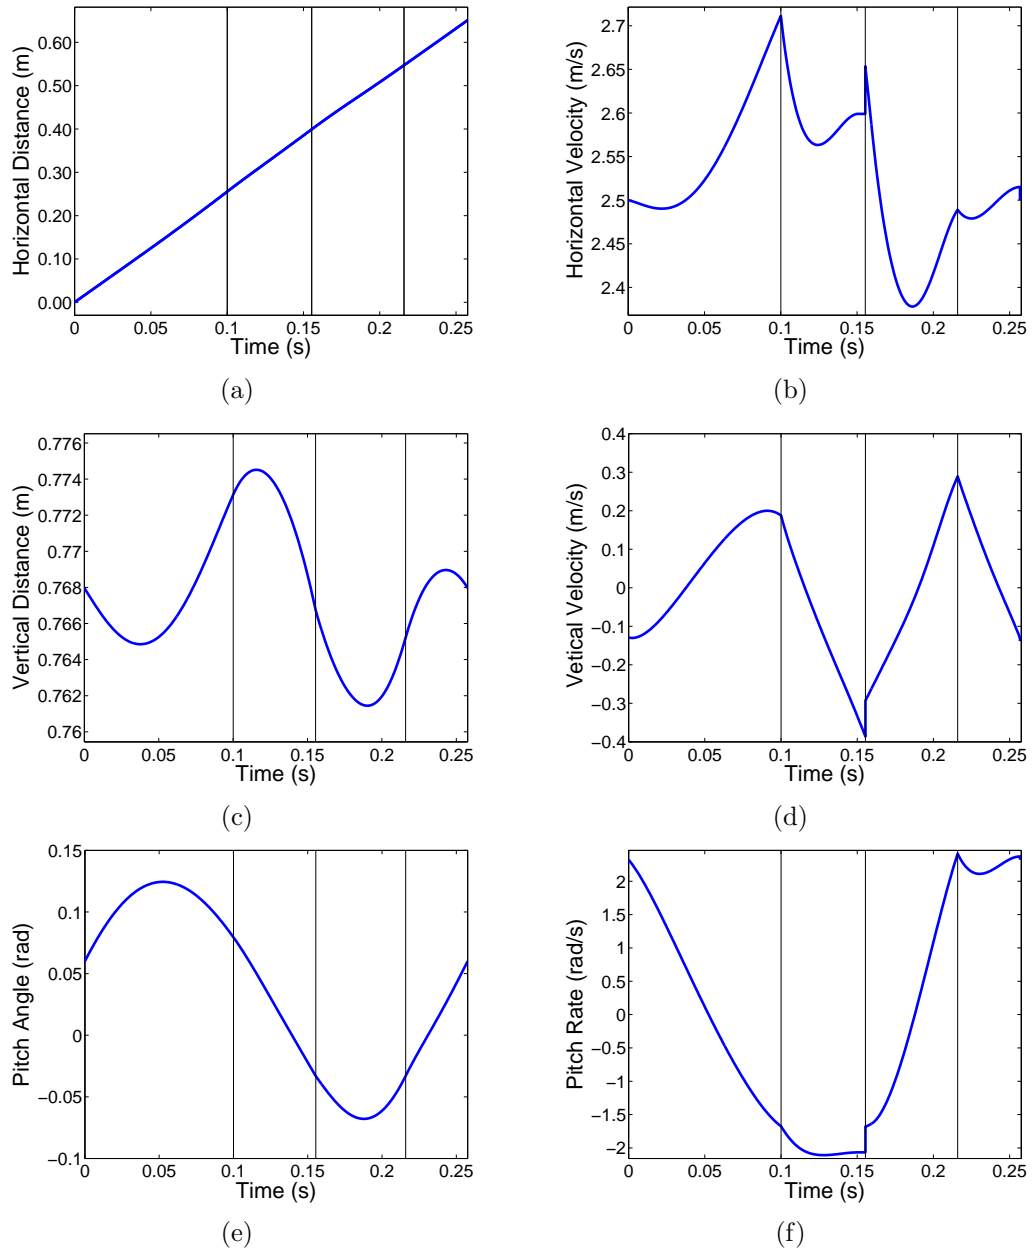 Horizontal Distance (m)
0.60
0.50
0.40
0.30
0.20
0.10
0.00
0 0.05 0.1 0.15 0.2 0.25
Time (s)
(a)
Horizontal Velocity (m/s)
2.7
2.65
2.6
2.55
2.5
2.45
2.4
0 0.05 0.1 0.15 0.2 0.25
Time (s)
(b)
Vertical Distance (m)
0.776
0.774
0.772
0.77
0.768
0.766
0.764
0.762
0.76
0 0.05 0.1 0.15 0.2 0.25
Time (s)
(c)
Vetical Velocity (m/s)
0.4
0.3
0.2
0.1
0
−0.1
−0.2
−0.3
−0.4
0 0.05 0.1 0.15 0.2 0.25
Time (s)
(d)
Pitch Angle (rad)
0.15
0.1
0.05
0
−0.05
−0.1
0 0.05 0.1 0.15 0.2 0.25
Time (s)
(e)
Pitch Rate (rad/s)
2
1.5
1
0.5
0
−0.5
−1
−1.5
−2
0 0.05 0.1 0.15 0.2 0.25
Time (s)
(f)